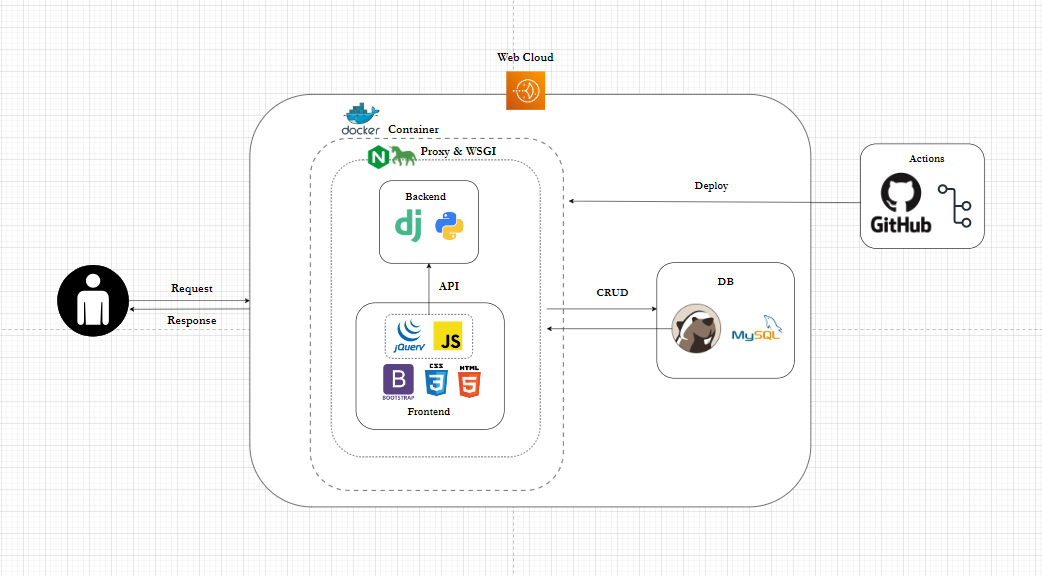 Web Cloud
docker
Container
N
Proxy & WSGI
Actions
Backend
Deploy
dj
GitHub
API
DB
Request
CRUD
Response
jQuery
JS
MySQL
B
CSS
3
HTML
5
BOOTSTRAP
Frontend